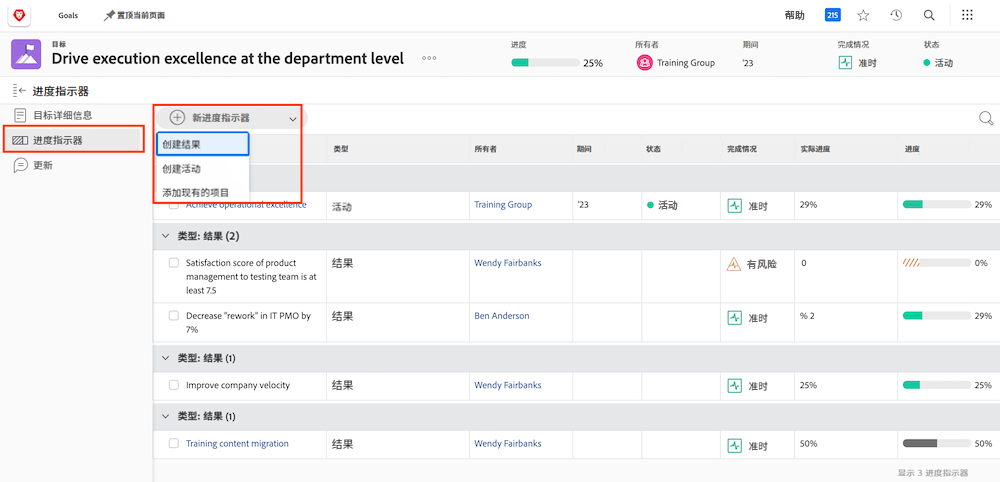 Goals
置顶当前页面
帮助
215
目标
Drive execution excellence at the department level
进度
25%
所有者
Training Group
期间
'23
完成情况
准时
状态
活动
进度指示器
目标详细信息
进度指示器
更新
新进度指示器
创建结果
创建活动
添加现有的项目
类型
所有者
期间
状态
完成情况
实际进度
进度
Achieve operational excellence
活动
Training Group
'23
活动
准时
29%
29%
类型: 结果 (2)
Satisfaction score of product
management to testing team is at
least 7.5
结果
Wendy Fairbanks
有风险
0
0%
Decrease "rework" in IT PMO by
7%
结果
Ben Anderson
准时
% 2
29%
类型: 结果 (1)
Improve company velocity
结果
Wendy Fairbanks
准时
25%
25%
类型: 结果 (1)
Training content migration
结果
Wendy Fairbanks
准时
50%
50%
显示 3 进度指示器